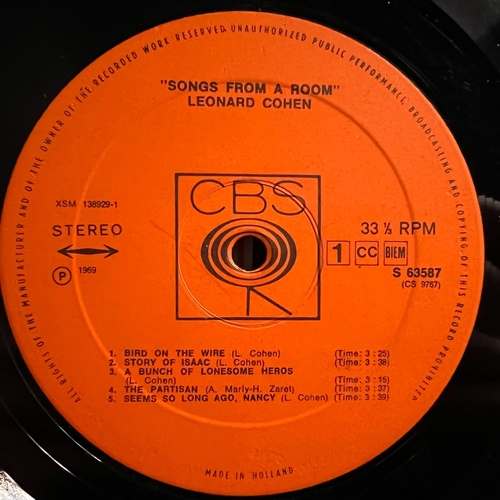 ALL RIGHTS OF THE MANUFACTURER AND OF THE OWNER OF THE RECORDED WORK RESERVED. UNAUTHORIZED PUBLIC PERFORMANCE, BROADCASTING AND COPYING OF THIS RECORD PROHIBITED
"SONGS FROM A ROOM"
LEONARD COHEN
CBS
XSM 138929-1
STEREO
33 ⅓ RPM
1 CC BIEM
℗ 1969
S 63587
(CS 9767)
1. BIRD ON THE WIRE (L. Cohen) (Time: 3 : 25)
2. STORY OF ISAAC (L. Cohen) (Time: 3 : 38)
3. A BUNCH OF LONESOME HEROS
(L. Cohen) (Time: 3 : 15)
4. THE PARTISAN (A. Marly-H. Zaret) (Time: 3 : 37)
5. SEEMS SO LONG AGO, NANCY (L. Cohen) (Time: 3 : 39)
MADE IN HOLLAND